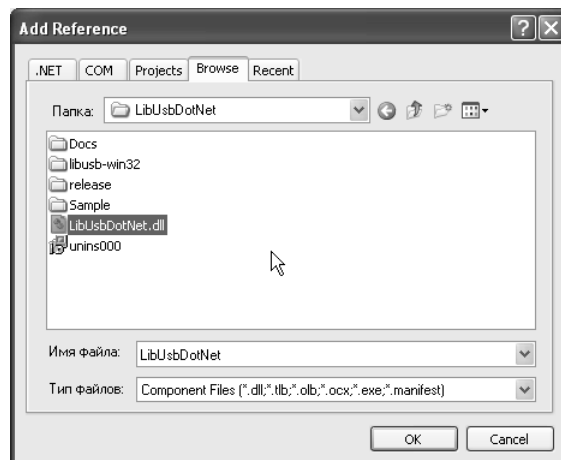 Add Reference
.NET COM Projects Browse Recent
Папка: LibUsbDotNet
Docs
libusb-win32
release
Sample
LibUsbDotNet.dll
unins000
Имя файла: LibUsbDotNet
Тип файлов: Component Files (*.dll;*.tlb;*.olb;*.ocx;*.exe;*.manifest)
OK Cancel